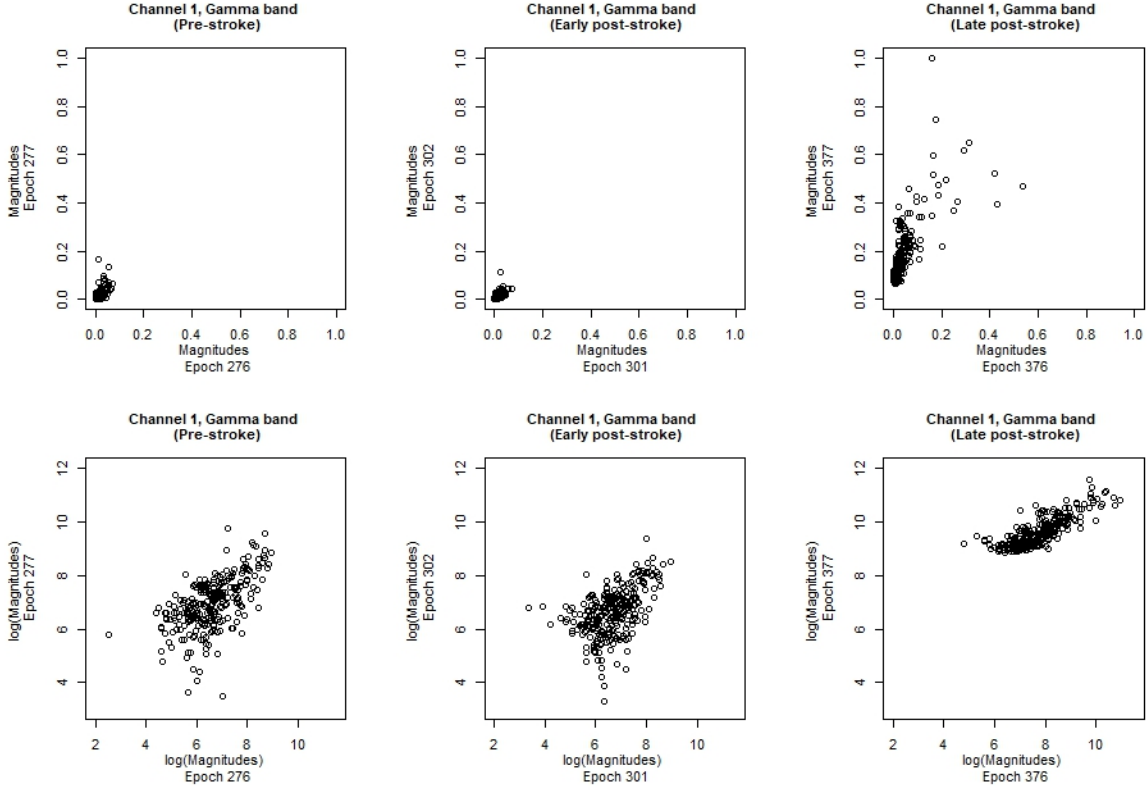 Channel 1, Gamma band
(Pre-stroke)
Magnitudes
Epoch 277
0.0 0.2 0.4 0.6 0.8 1.0
0.0 0.2 0.4 0.6 0.8 1.0
Magnitudes
Epoch 276
Channel 1, Gamma band
(Early post-stroke)
Magnitudes
Epoch 302
0.0 0.2 0.4 0.6 0.8 1.0
0.0 0.2 0.4 0.6 0.8 1.0
Magnitudes
Epoch 301
Channel 1, Gamma band
(Late post-stroke)
Magnitudes
Epoch 377
0.0 0.2 0.4 0.6 0.8 1.0
0.0 0.2 0.4 0.6 0.8 1.0
Magnitudes
Epoch 376
Channel 1, Gamma band
(Pre-stroke)
log(Magnitudes)
Epoch 277
4 6 8 10 12
2 4 6 8 10
log(Magnitudes)
Epoch 276
Channel 1, Gamma band
(Early post-stroke)
log(Magnitudes)
Epoch 302
4 6 8 10 12
2 4 6 8 10
log(Magnitudes)
Epoch 301
Channel 1, Gamma band
(Late post-stroke)
log(Magnitudes)
Epoch 377
4 6 8 10 12
2 4 6 8 10
log(Magnitudes)
Epoch 376